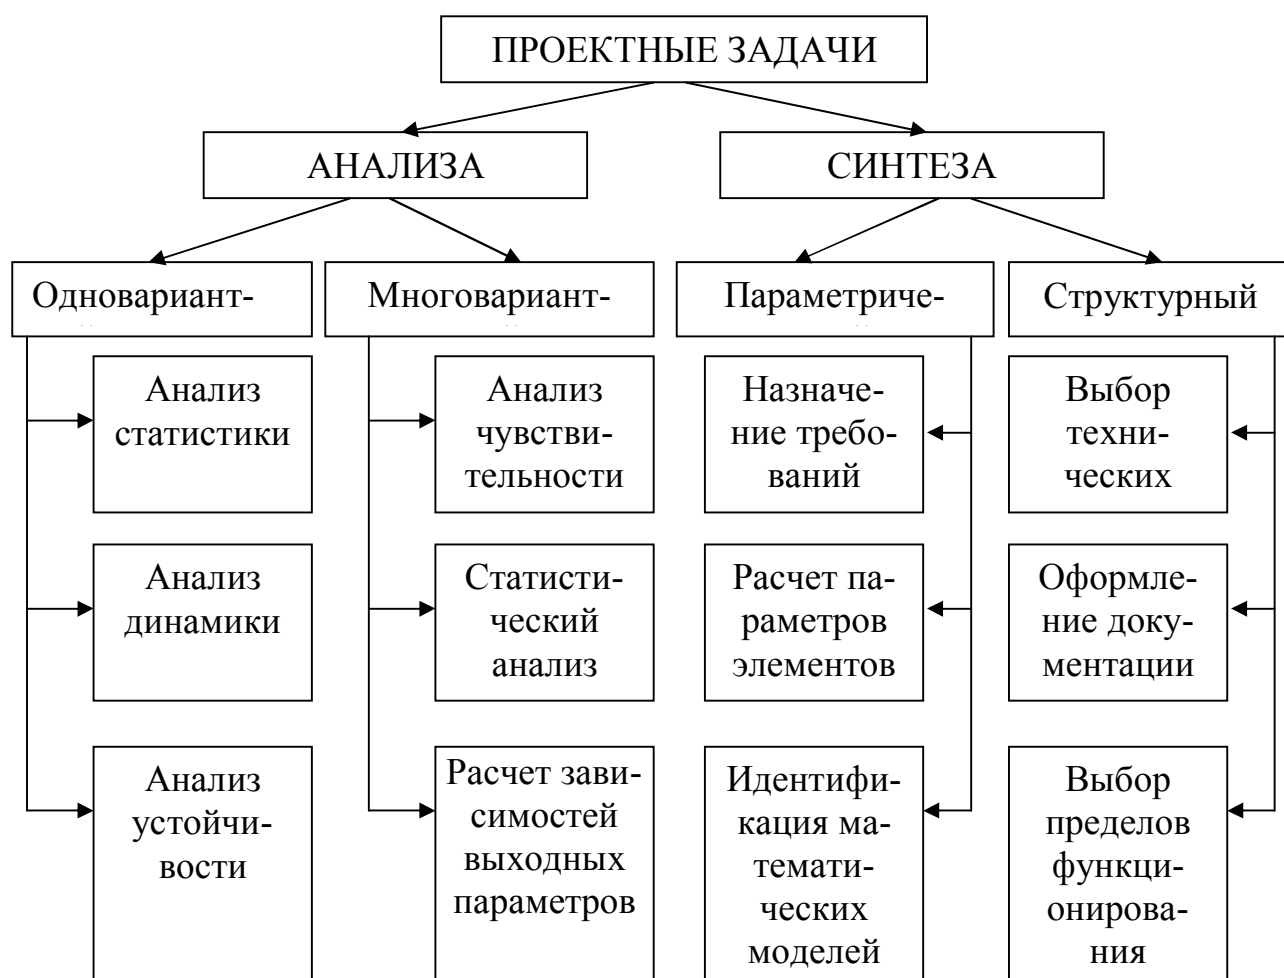 ПРОЕКТНЫЕ ЗАДАЧИ
АНАЛИЗА
СИНТЕЗА
Одновариант-
Многовариант-
Параметриче-
Структурный
Анализ
статистики
Анализ
чувстви-
тельности
Назначе-
ние требо-
ваний
Выбор
техни-
ческих
Анализ
динамики
Статисти-
ческий
анализ
Расчет па-
раметров
элементов
Оформле-
ние доку-
ментации
Анализ
устойчи-
вости
Расчет зави-
симостей
выходных
параметров
Идентифи-
кация ма-
темати-
ческих
моделей
Выбор
пределов
функци-
онирова-
ния